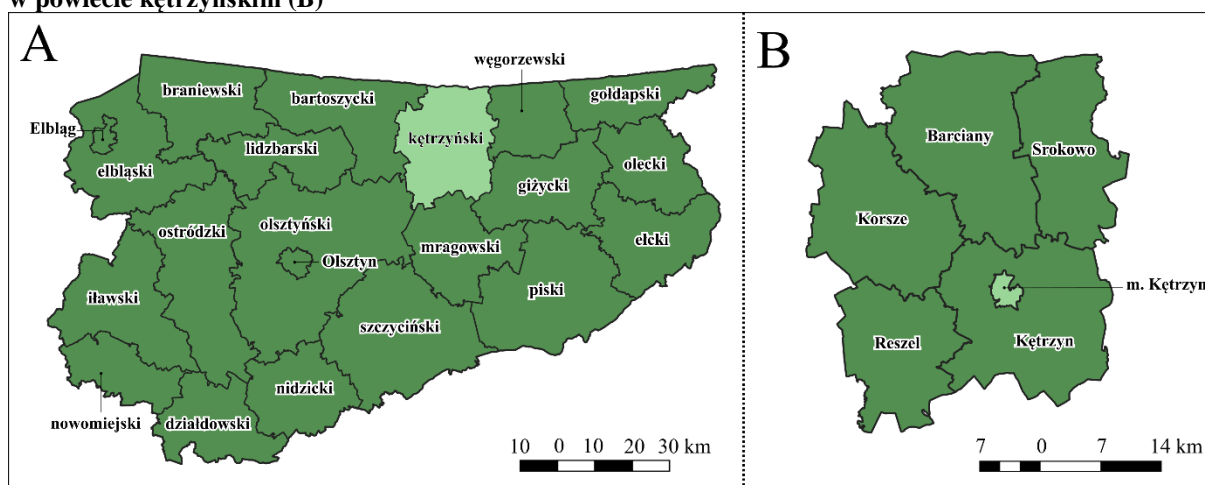 w powiecie kętrzyńskim (B)
A
węgorzewski
braniewski
bartoszycki
gołdapski
Elbląg
kętrzyński
lidzbarski
olecki
elbląski
giżycki
ostródzki
olsztyński
mrągowski
ełcki
Olsztyn
iławski
piski
szczyciński
nidzicki
nowomiejski
działdowski
10 0 10 20 30 km
B
Barciany
Srokowo
Korsze
m. Kętrzyn
Reszel
Kętrzyn
7 0 7 14 km